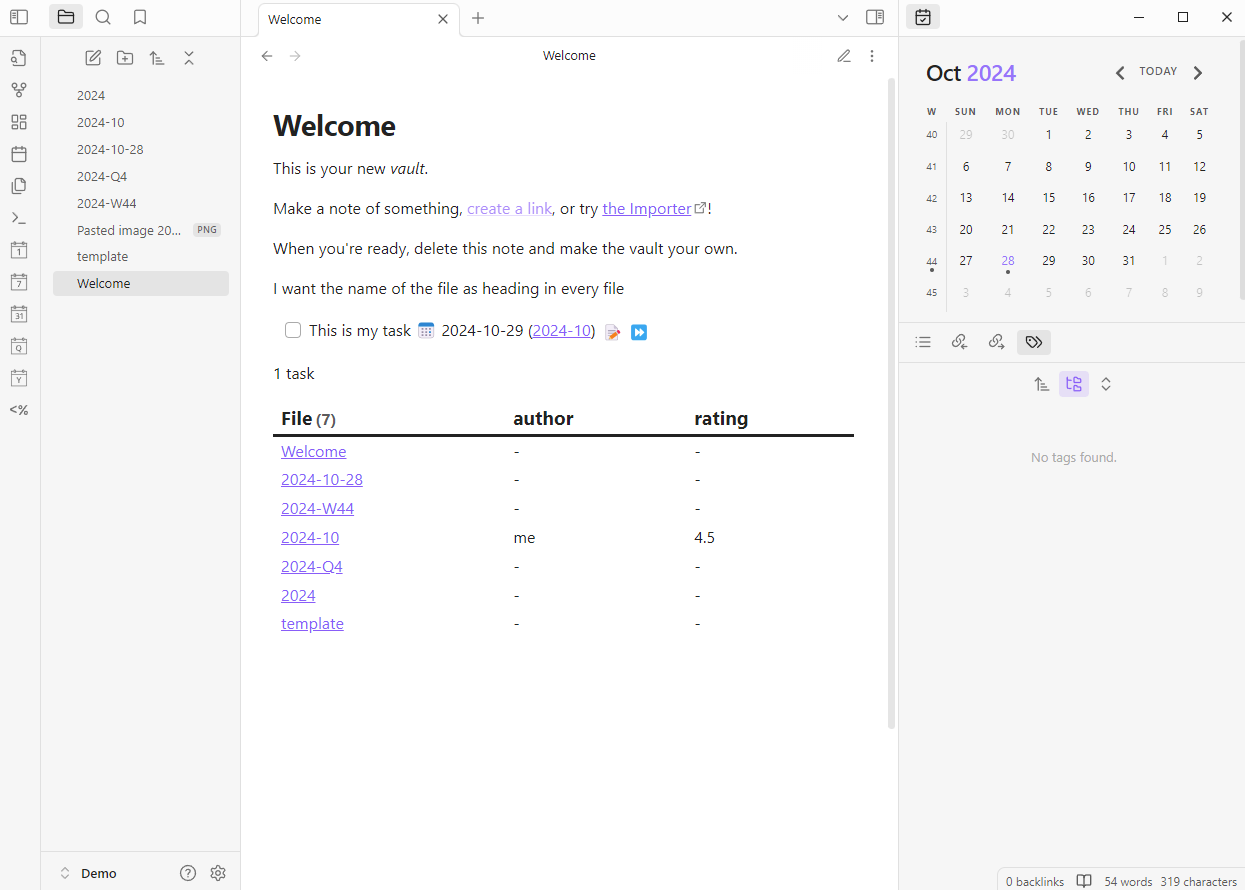 Welcome
2024
2024-10
2024-10-28
2024-Q4
2024-W44
Pasted image 20... PNG
template
Welcome
1
7
31
Q
Y
<%
Demo
Welcome
Welcome
This is your new vault.
Make a note of something, create a link, or try the Importer!
When you're ready, delete this note and make the vault your own.
I want the name of the file as heading in every file
This is my task 📅 2024-10-29 (2024-10) 📝 ⏩
1 task
File (7) author rating
Welcome - -
2024-10-28 - -
2024-W44 - -
2024-10 me 4.5
2024-Q4 - -
2024 - -
template - -
Oct 2024 TODAY
W SUN MON TUE WED THU FRI SAT
40 29 30 1 2 3 4 5
41 6 7 8 9 10 11 12
42 13 14 15 16 17 18 19
43 20 21 22 23 24 25 26
44 27 28 29 30 31 1 2
45 3 4 5 6 7 8 9
No tags found.
0 backlinks 54 words 319 characters